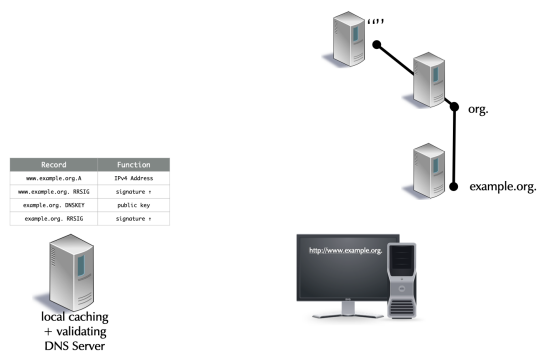 “”
org.
example.org.
Record Function
www.example.org.A IPv4 Address
www.example.org. RRSIG signature ↑
example.org. DNSKEY public key
example.org. RRSIG signature ↑
http://www.example.org.
local caching
+ validating
DNS Server